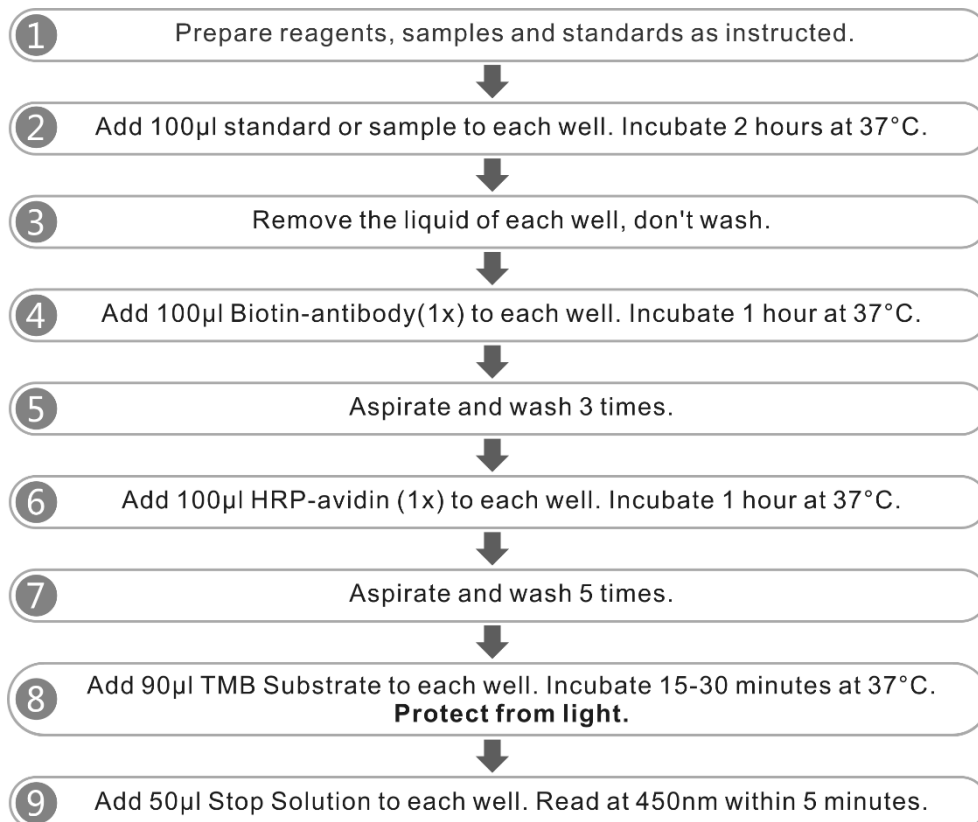 1 Prepare reagents, samples and standards as instructed.
2 Add 100μl standard or sample to each well. Incubate 2 hours at 37°C.
3 Remove the liquid of each well, don't wash.
4 Add 100μl Biotin-antibody(1x) to each well. Incubate 1 hour at 37°C.
5 Aspirate and wash 3 times.
6 Add 100μl HRP-avidin (1x) to each well. Incubate 1 hour at 37°C.
7 Aspirate and wash 5 times.
8 Add 90μl TMB Substrate to each well. Incubate 15-30 minutes at 37°C.
Protect from light.
9 Add 50μl Stop Solution to each well. Read at 450nm within 5 minutes.